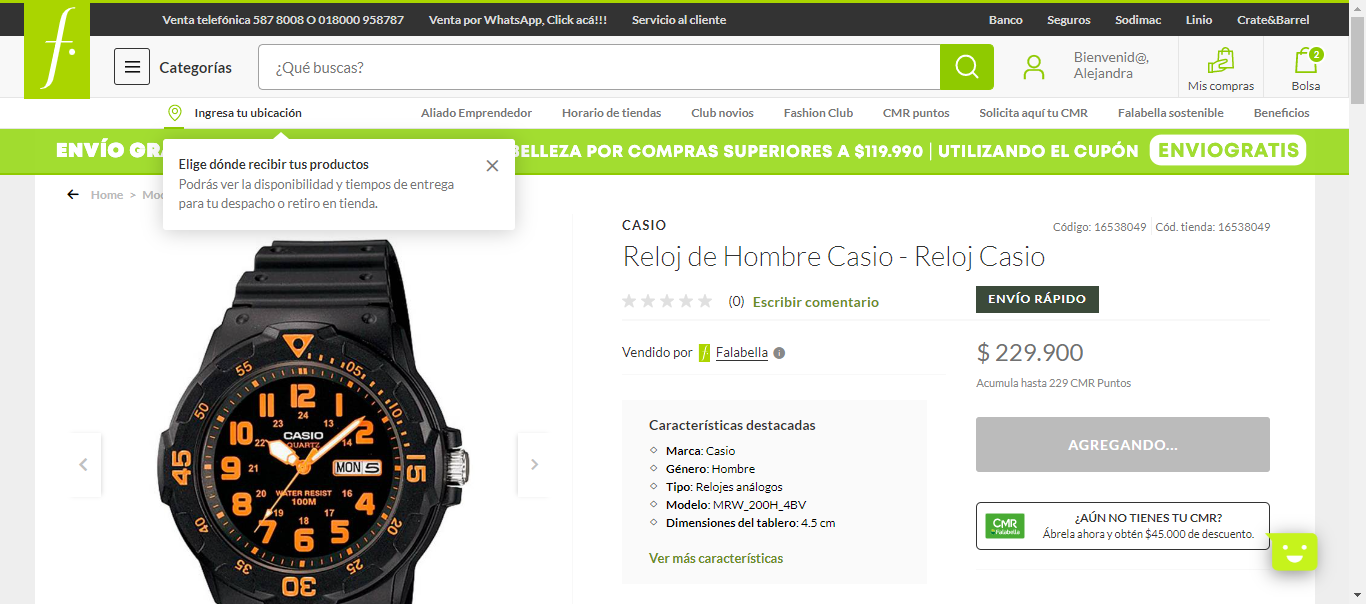 Venta telefónica 587 8008 O 018000 958787 Venta por WhatsApp, Click acá!!! Servicio al cliente Banco Seguros Sodimac Linio Crate&Barrel
f.
Categorías ¿Qué buscas? Bienvenid@,
Alejandra
Mis compras
2
Bolsa
Ingresa tu ubicación Aliado Emprendedor Horario de tiendas Club novios Fashion Club CMR puntos Solicita aquí tu CMR Falabella sostenible Beneficios
ENVÍO BELLEZA POR COMPRAS SUPERIORES A $119.990 | UTILIZANDO EL CUPÓN ENVIOGRATIS
Elige dónde recibir tus productos
Podrás ver la disponibilidad y tiempos de entrega
para tu despacho o retiro en tienda.
Home >
CASIO Código: 16538049 Cód. tienda: 16538049
Reloj de Hombre Casio - Reloj Casio
(0) Escribir comentario ENVÍO RÁPIDO
Vendido por f Falabella i
$ 229.900
Acumula hasta 229 CMR Puntos
AGREGANDO...
Características destacadas
Marca: Casio
Género: Hombre
Tipo: Relojes análogos
Modelo: MRW_200H_4BV
Dimensiones del tablero: 4.5 cm
Ver más características
CMR
Falabella
¿AÚN NO TIENES TU CMR?
Ábrela ahora y obtén $45.000 de descuento.
55 05
50 10
45 15
40 20
35 25
30
12 1 2 3 4 5 6 7 8 9 10 11
24 13 14 16 17 18 19 20 21 22 23
CASIO
QUARTZ
MON 5
WATER RESIST
100M